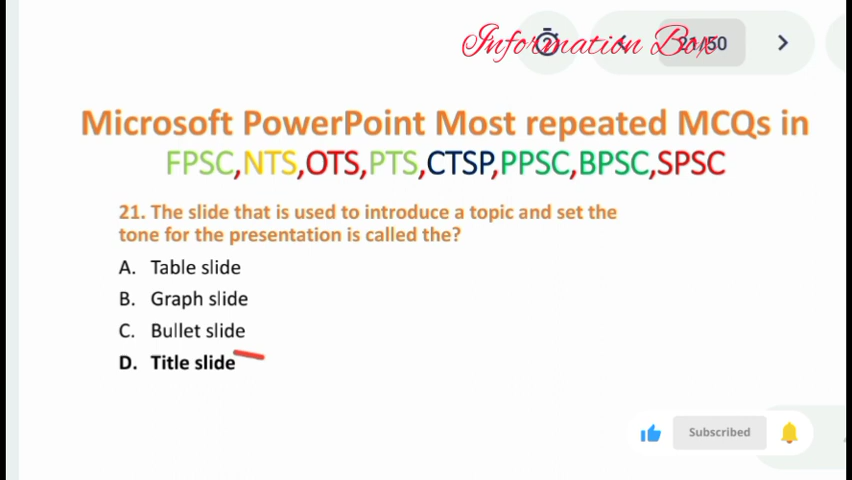 Information Box
21/50
Microsoft PowerPoint Most repeated MCQs in
FPSC,NTS,OTS,PTS,CTSP,PPSC,BPSC,SPSC
21. The slide that is used to introduce a topic and set the
tone for the presentation is called the?
A. Table slide
B. Graph slide
C. Bullet slide
D. Title slide
Subscribed